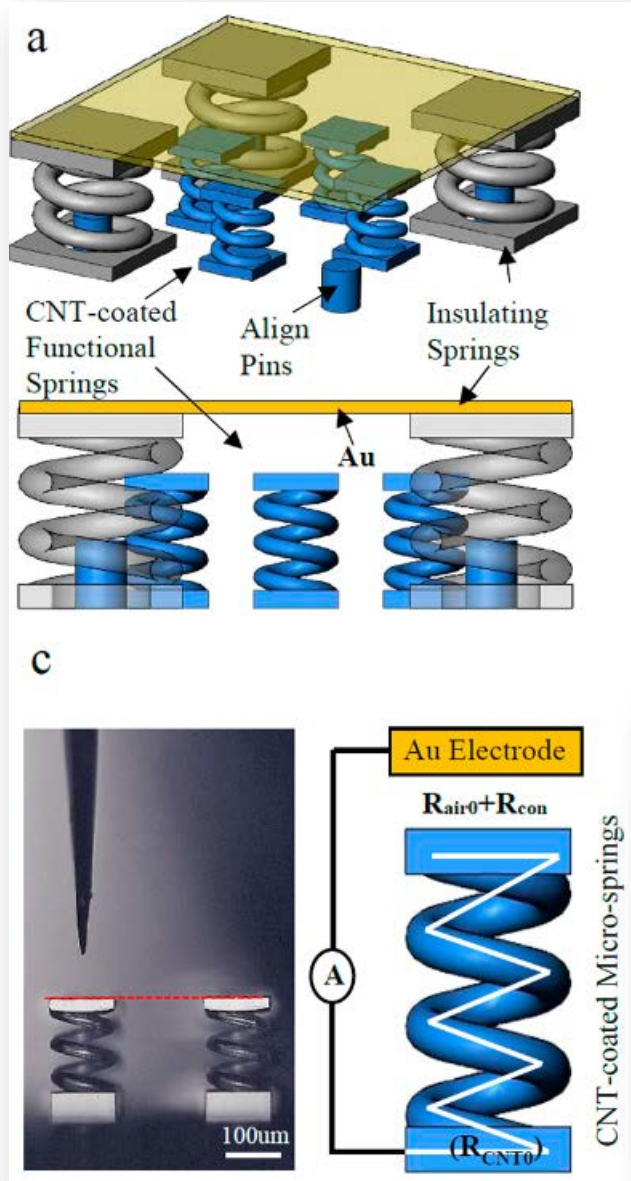 a
CNT-coated
Functional
Springs
Align
Pins
Insulating
Springs
Au
c
100um
Au Electrode
Rair0+Rcon
A
(RCNT0)
CNT-coated Micro-springs